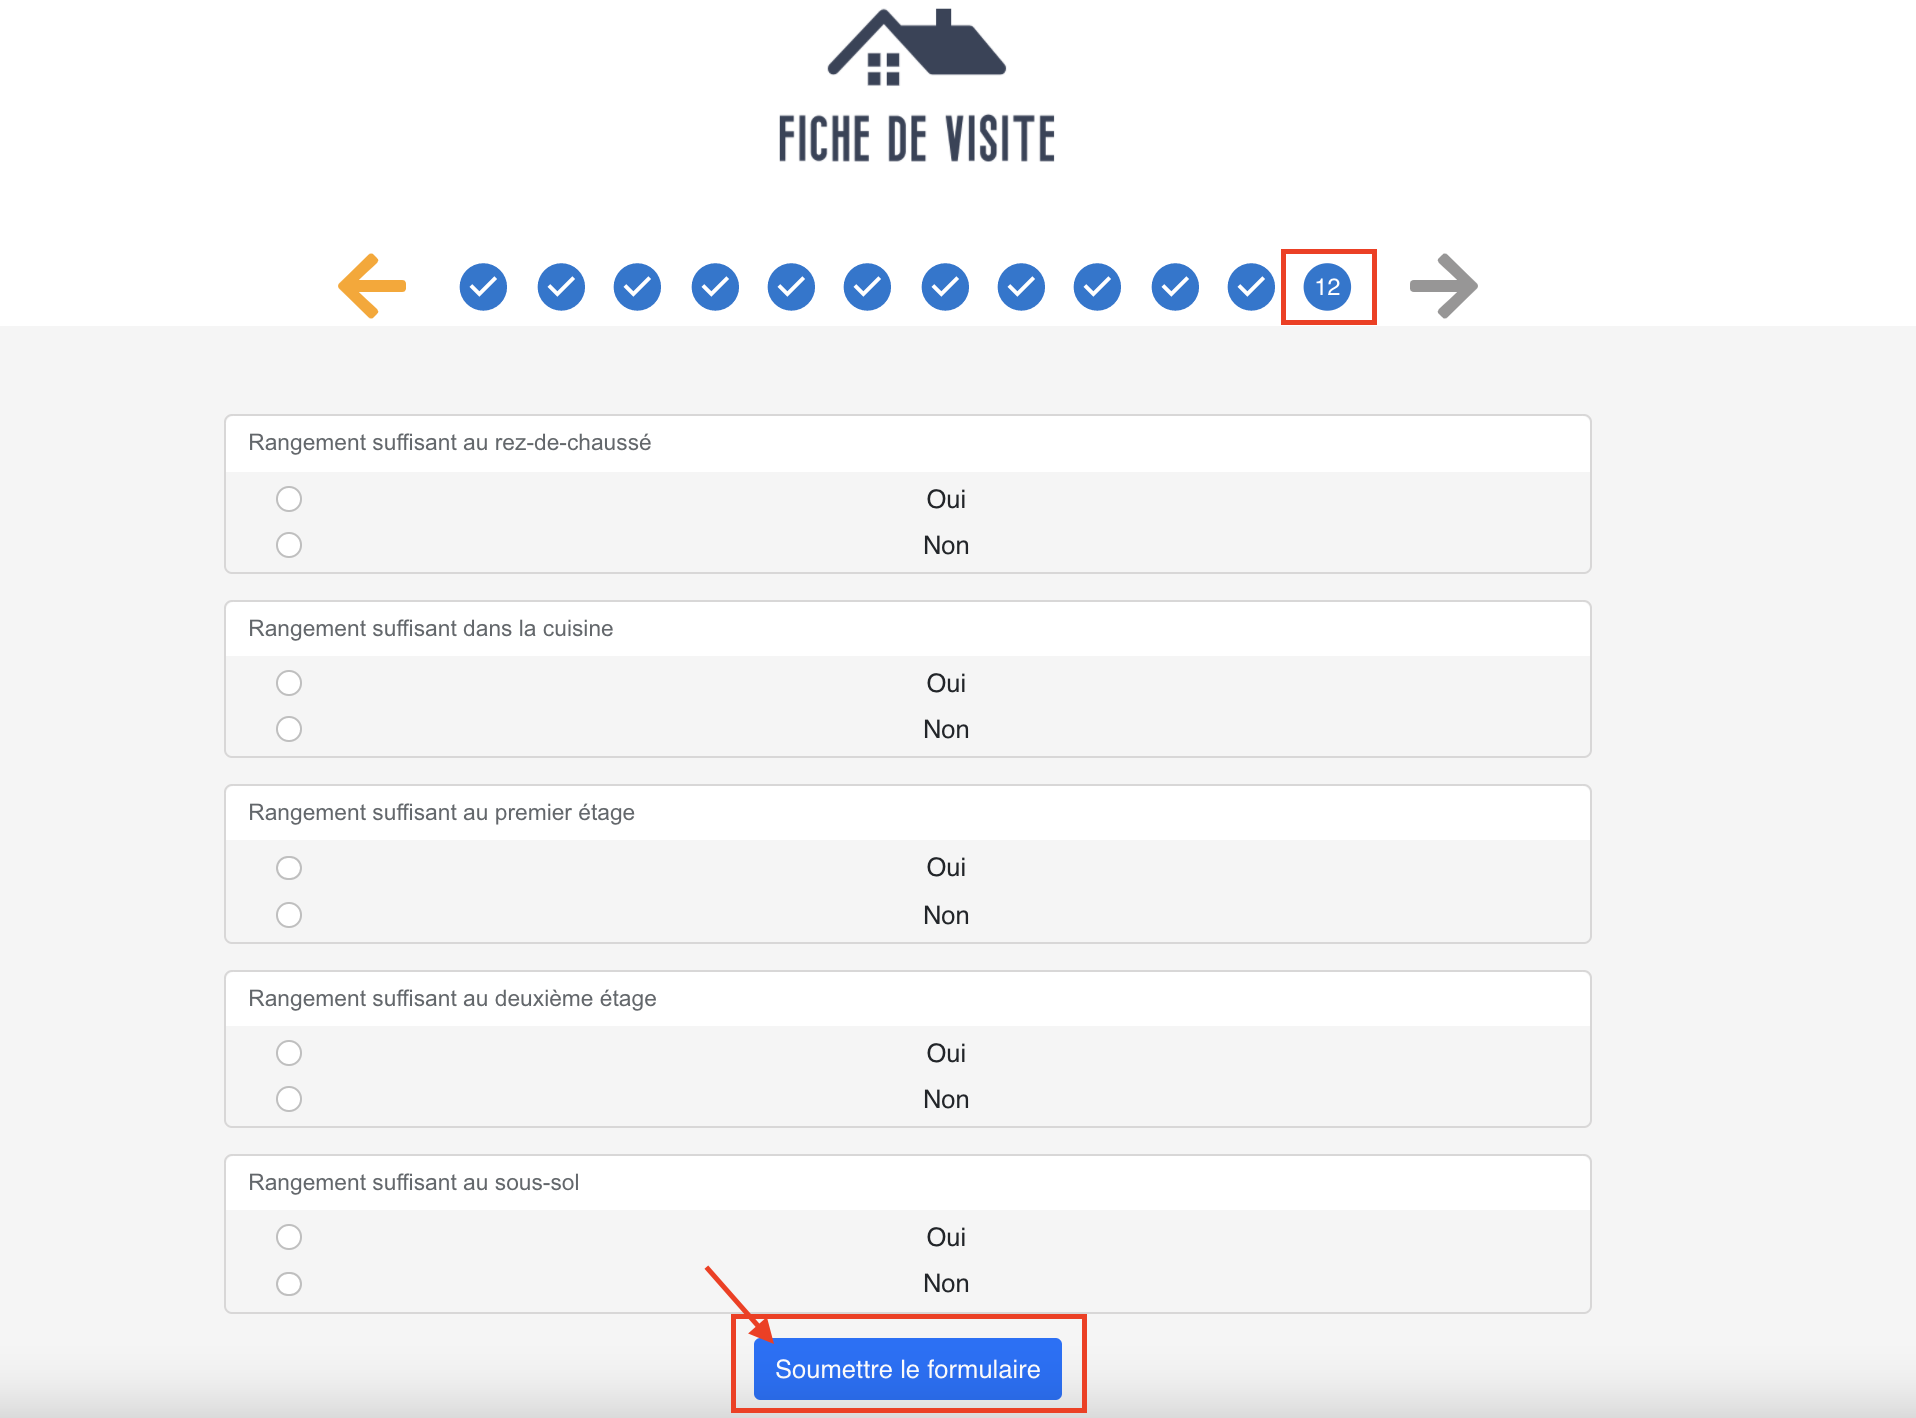 FICHE DE VISITE
12
Rangement suffisant au rez-de-chaussé
Oui
Non
Rangement suffisant dans la cuisine
Oui
Non
Rangement suffisant au premier étage
Oui
Non
Rangement suffisant au deuxième étage
Oui
Non
Rangement suffisant au sous-sol
Oui
Non
Soumettre le formulaire